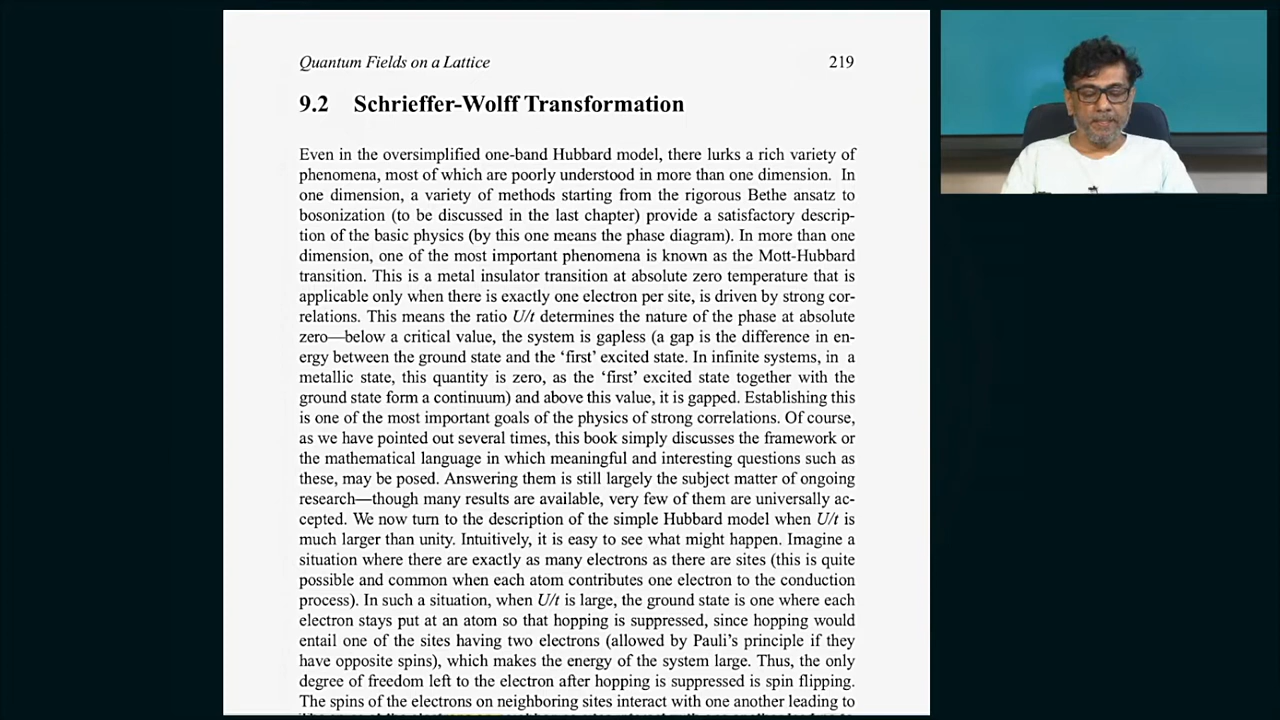 Quantum Fields on a Lattice 219
9.2 Schrieffer-Wolff Transformation
Even in the oversimplified one-band Hubbard model, there lurks a rich variety of
phenomena, most of which are poorly understood in more than one dimension. In
one dimension, a variety of methods starting from the rigorous Bethe ansatz to
bosonization (to be discussed in the last chapter) provide a satisfactory descrip-
tion of the basic physics (by this one means the phase diagram). In more than one
dimension, one of the most important phenomena is known as the Mott-Hubbard
transition. This is a metal insulator transition at absolute zero temperature that is
applicable only when there is exactly one electron per site, is driven by strong cor-
relations. This means the ratio U/t determines the nature of the phase at absolute
zero—below a critical value, the system is gapless (a gap is the difference in en-
ergy between the ground state and the ‘first’ excited state. In infinite systems, in a
metallic state, this quantity is zero, as the ‘first’ excited state together with the
ground state form a continuum) and above this value, it is gapped. Establishing this
is one of the most important goals of the physics of strong correlations. Of course,
as we have pointed out several times, this book simply discusses the framework or
the mathematical language in which meaningful and interesting questions such as
these, may be posed. Answering them is still largely the subject matter of ongoing
research—though many results are available, very few of them are universally ac-
cepted. We now turn to the description of the simple Hubbard model when U/t is
much larger than unity. Intuitively, it is easy to see what might happen. Imagine a
situation where there are exactly as many electrons as there are sites (this is quite
possible and common when each atom contributes one electron to the conduction
process). In such a situation, when U/t is large, the ground state is one where each
electron stays put at an atom so that hopping is suppressed, since hopping would
entail one of the sites having two electrons (allowed by Pauli’s principle if they
have opposite spins), which makes the energy of the system large. Thus, the only
degree of freedom left to the electron after hopping is suppressed is spin flipping.
The spins of the electrons on neighboring sites interact with one another leading to